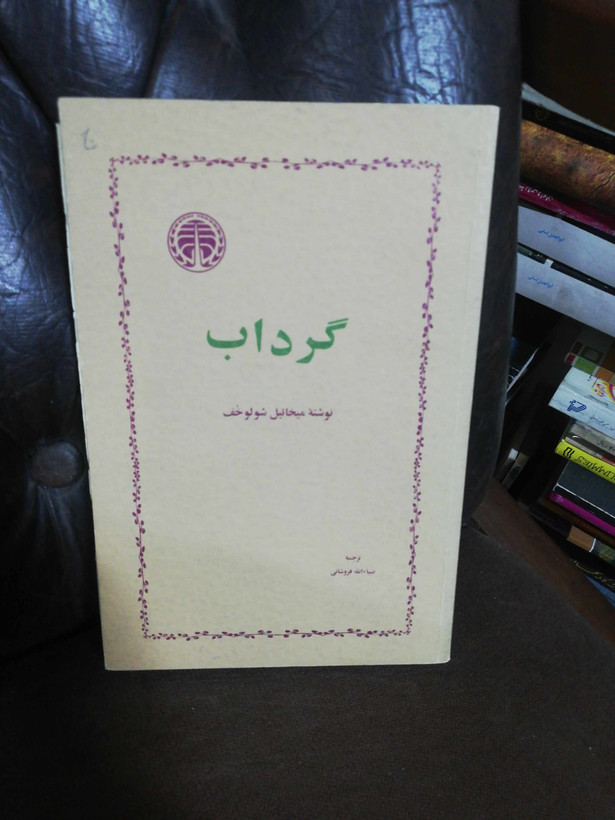 گرداب
نوشتهٔ میخائیل شولوخف
ترجمهٔ
ضیاءالله فروشانی